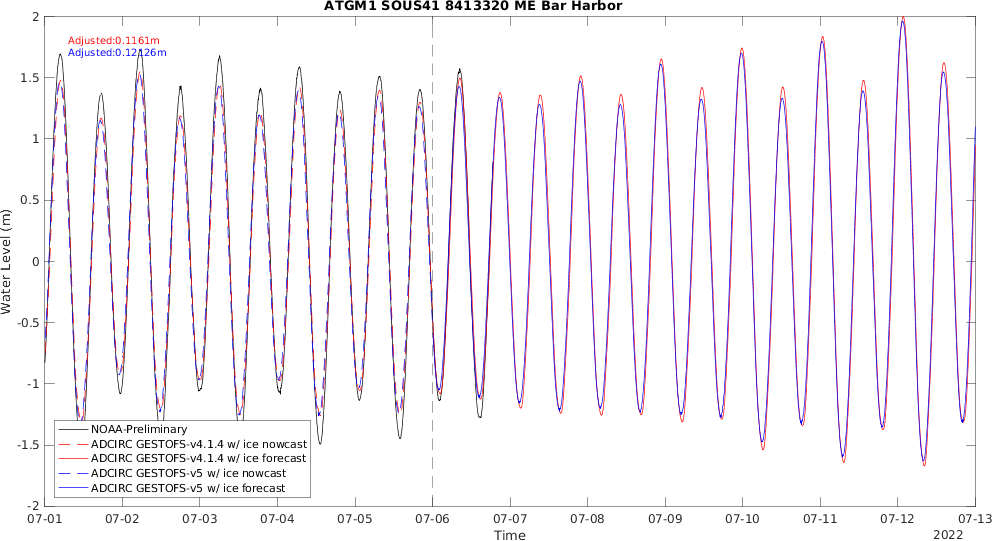 ATGM1 SOUS41 8413320 ME Bar Harbor
Adjusted:0.1161m
Adjusted:0.12126m
Water Level (m)
2
1.5
1
0.5
0
-0.5
-1
-1.5
-2
NOAA-Preliminary
ADCIRC GESTOFS-v4.1.4 w/ ice nowcast
ADCIRC GESTOFS-v4.1.4 w/ ice forecast
ADCIRC GESTOFS-v5 w/ ice nowcast
ADCIRC GESTOFS-v5 w/ ice forecast
07-01 07-02 07-03 07-04 07-05 07-06 07-07 07-08 07-09 07-10 07-11 07-12 07-13
Time
2022